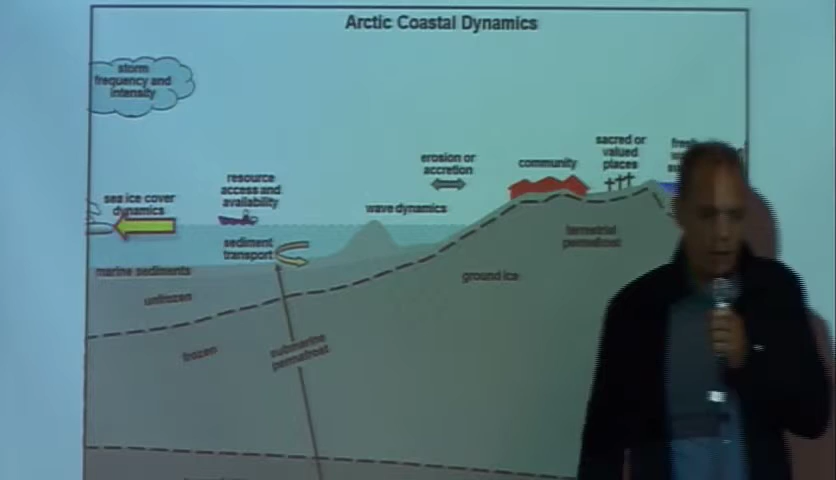 Arctic Coastal Dynamics
storm
frequency and
intensity
sacred or
valued
places
erosion or
accretion
community
resource
access and
availability
sea ice cover
dynamics
wave dynamics
sediment
transport
terrestrial
permafrost
marine sediments
ground ice
unfrozen
frozen
submarine
permafrost